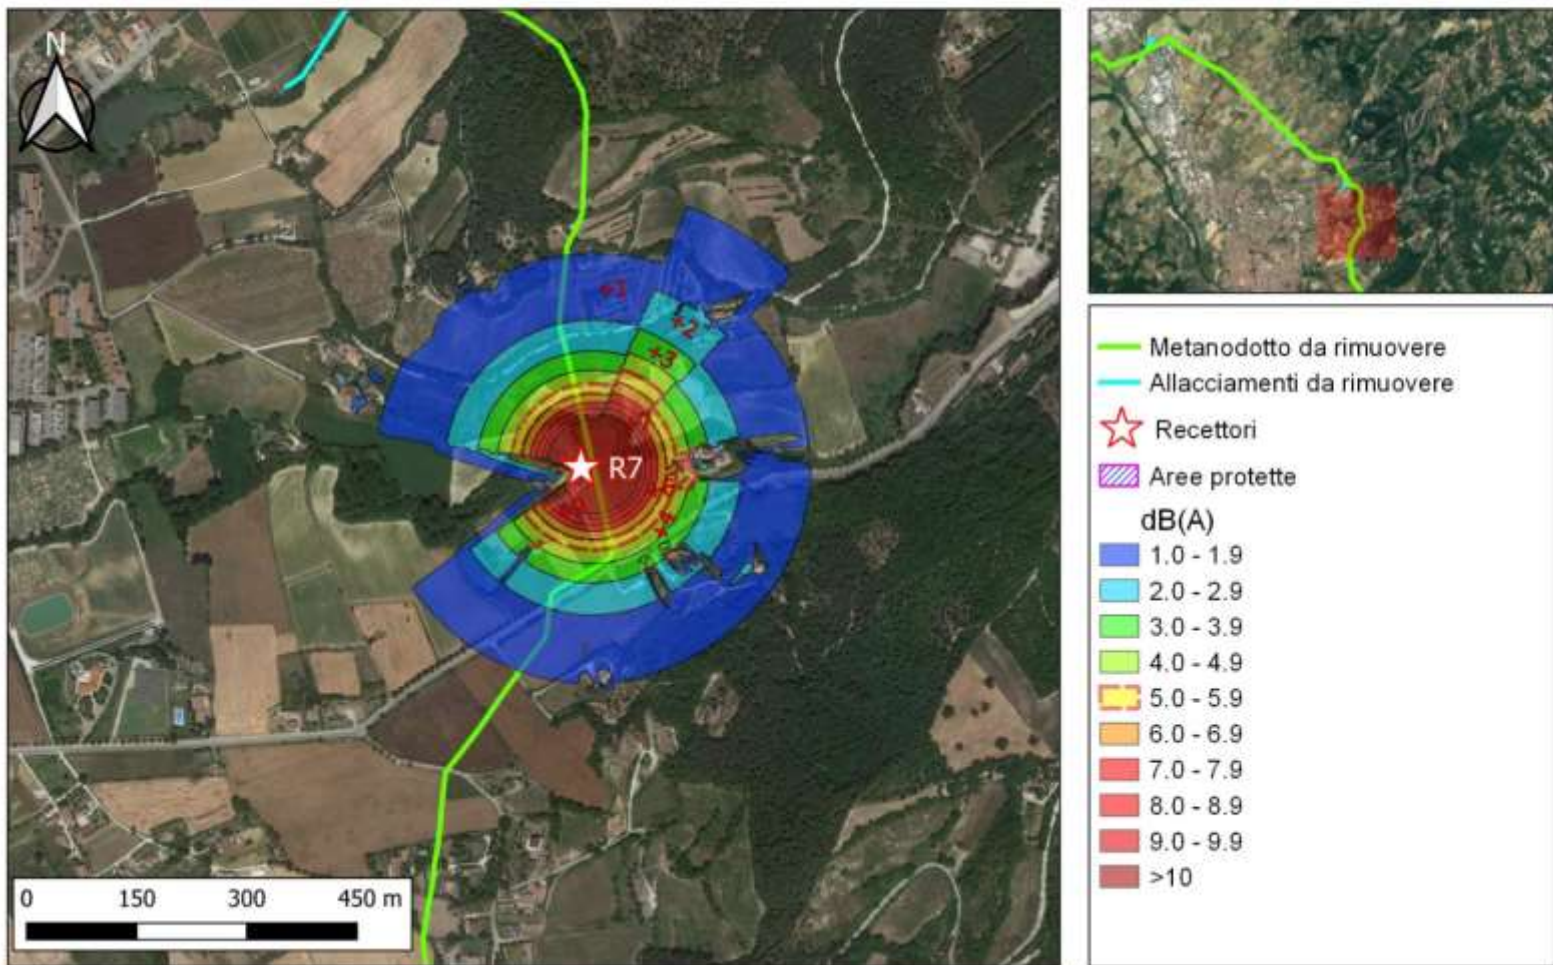 N
+1
+2
+3
R7
+4
0 150 300 450 m
Metanodotto da rimuovere
Allacciamenti da rimuovere
Recettori
Aree protette
dB(A)
1.0 - 1.9
2.0 - 2.9
3.0 - 3.9
4.0 - 4.9
5.0 - 5.9
6.0 - 6.9
7.0 - 7.9
8.0 - 8.9
9.0 - 9.9
>10